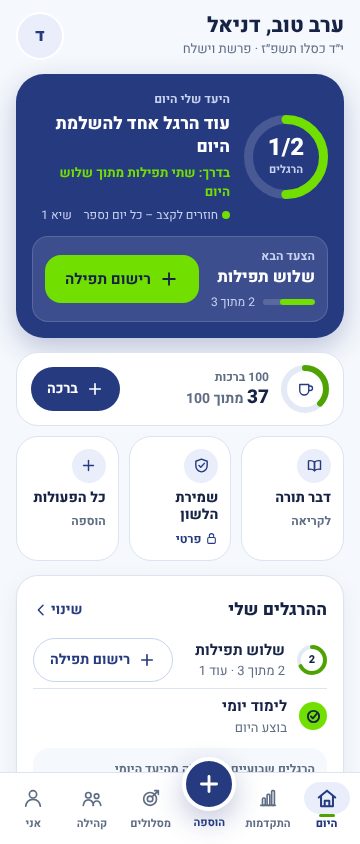 ערב טוב, דניאל
ד
י״ד כסלו תשפ״ז · פרשת וישלח
היעד שלי היום
עוד הרגל אחד להשלמת
היום
1/2
הרגלים
בדרך: שתי תפילות מתוך שלוש
היום
חוזרים לקצב – כל יום נספר
שיא 1
הצעד הבא
שלוש תפילות
2 מתוך 3
רישום תפילה
100 ברכות
37 מתוך 100
ברכה
דבר תורה
לקריאה
שמירת
הלשון
פרטי
כל הפעולות
הוספה
ההרגלים שלי
שינוי
2
שלוש תפילות
2 מתוך 3 · עוד 1
רישום תפילה
לימוד יומי
בוצע היום
הרגלים שבועיים
מהיעד היומי
היום
התקדמות
הוספה
מסלולים
קהילה
אני